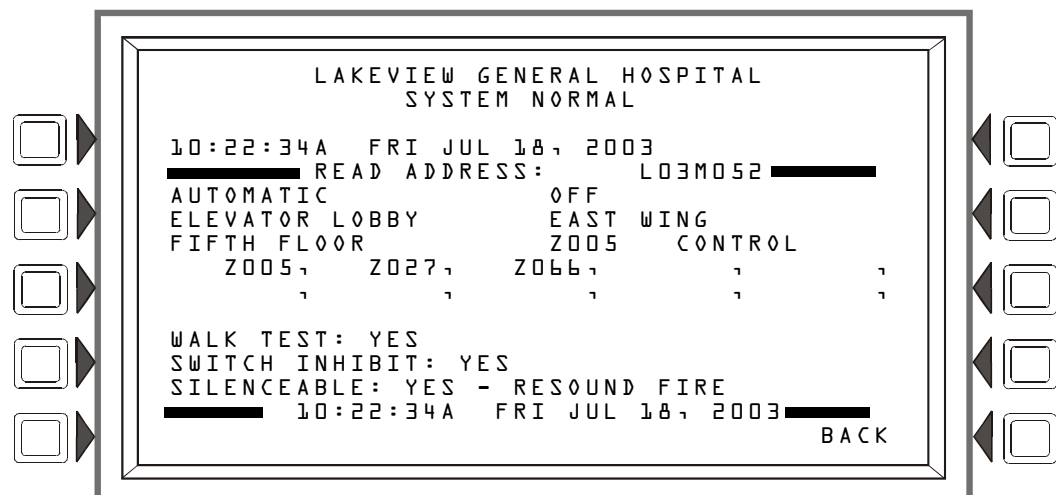 LAKEVIEW GENERAL HOSPITAL
SYSTEM NORMAL
10:22:34A FRI JUL 18, 2003
READ ADDRESS: L03M052
AUTOMATIC OFF
ELEVATOR LOBBY EAST WING
FIFTH FLOOR Z005 CONTROL
Z005, Z027, Z066, , ,
, , , , ,
WALK TEST: YES
SWITCH INHIBIT: YES
SILENCEABLE: YES - RESOUND FIRE
10:22:34A FRI JUL 18, 2003
BACK